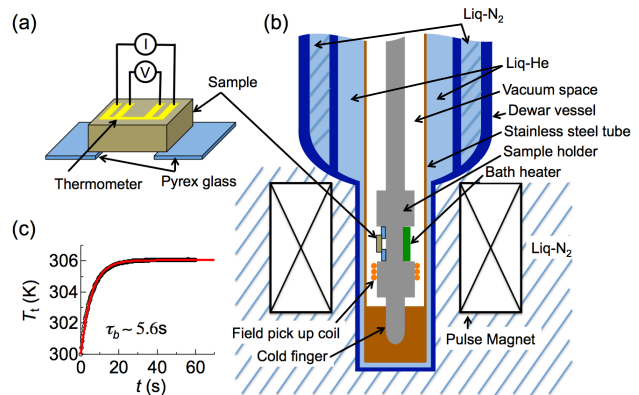 (a)
I
V
Sample
Thermometer
Pyrex glass
(b)
Liq-N2
Liq-He
Vacuum space
Dewar vessel
Stainless steel tube
Sample holder
Bath heater
Liq-N2
Field pick up coil
Cold finger
Pulse Magnet
(c)
306
304
302
300
Tt (K)
τb~ 5.6s
0 20 40 60 80
t (s)